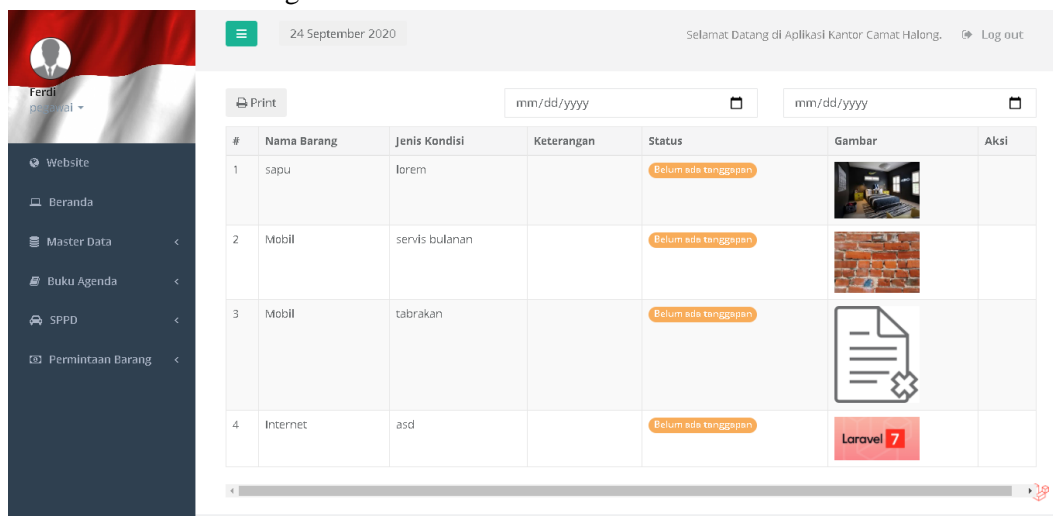 24 September 2020
Selamat Datang di Aplikasi Kantor Camat Halong.
Log out
Ferdi
pegawai
Website
Beranda
Master Data
Buku Agenda
SPPD
Permintaan Barang
Print
mm/dd/yyyy
mm/dd/yyyy
# Nama Barang Jenis Kondisi Keterangan Status Gambar Aksi
1 sapu lorem Belum ada tanggapan
2 Mobil servis bulanan Belum ada tanggapan
3 Mobil tabrakan Belum ada tanggapan
4 Internet asd Belum ada tanggapan Laravel 7